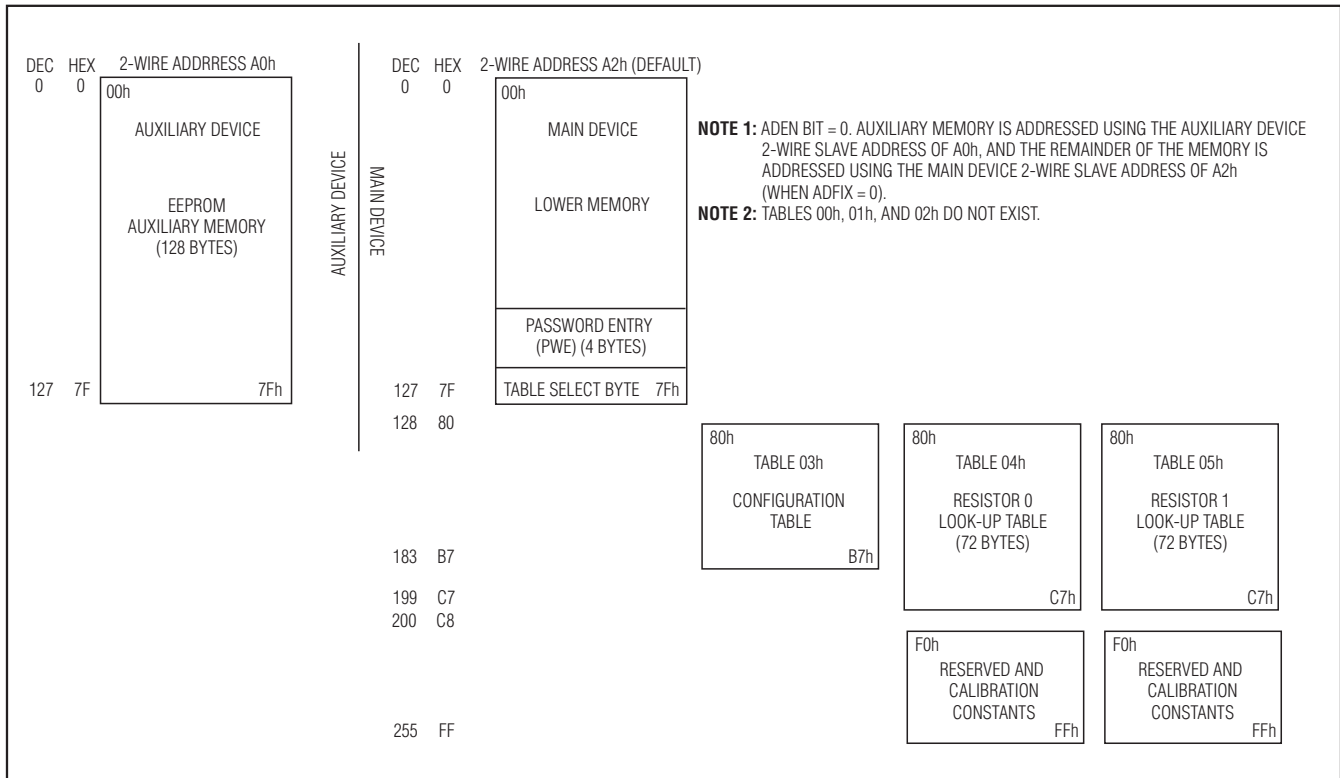 DEC HEX 2-WIRE ADDRRESS A0h
0 0 00h
AUXILIARY DEVICE
EEPROM
AUXILIARY MEMORY
(128 BYTES)
127 7F 7Fh
AUXILIARY DEVICE
MAIN DEVICE
DEC HEX 2-WIRE ADDRESS A2h (DEFAULT)
0 0 00h
MAIN DEVICE
LOWER MEMORY
PASSWORD ENTRY
(PWE) (4 BYTES)
127 7F TABLE SELECT BYTE 7Fh
128 80
183 B7
199 C7
200 C8
255 FF
NOTE 1: ADEN BIT = 0. AUXILIARY MEMORY IS ADDRESSED USING THE AUXILIARY DEVICE
2-WIRE SLAVE ADDRESS OF A0h, AND THE REMAINDER OF THE MEMORY IS
ADDRESSED USING THE MAIN DEVICE 2-WIRE SLAVE ADDRESS OF A2h
(WHEN ADFIX = 0).
NOTE 2: TABLES 00h, 01h, AND 02h DO NOT EXIST.
80h
TABLE 03h
CONFIGURATION
TABLE
B7h
80h
TABLE 04h
RESISTOR 0
LOOK-UP TABLE
(72 BYTES)
C7h
80h
TABLE 05h
RESISTOR 1
LOOK-UP TABLE
(72 BYTES)
C7h
F0h
RESERVED AND
CALIBRATION
CONSTANTS
FFh
F0h
RESERVED AND
CALIBRATION
CONSTANTS
FFh